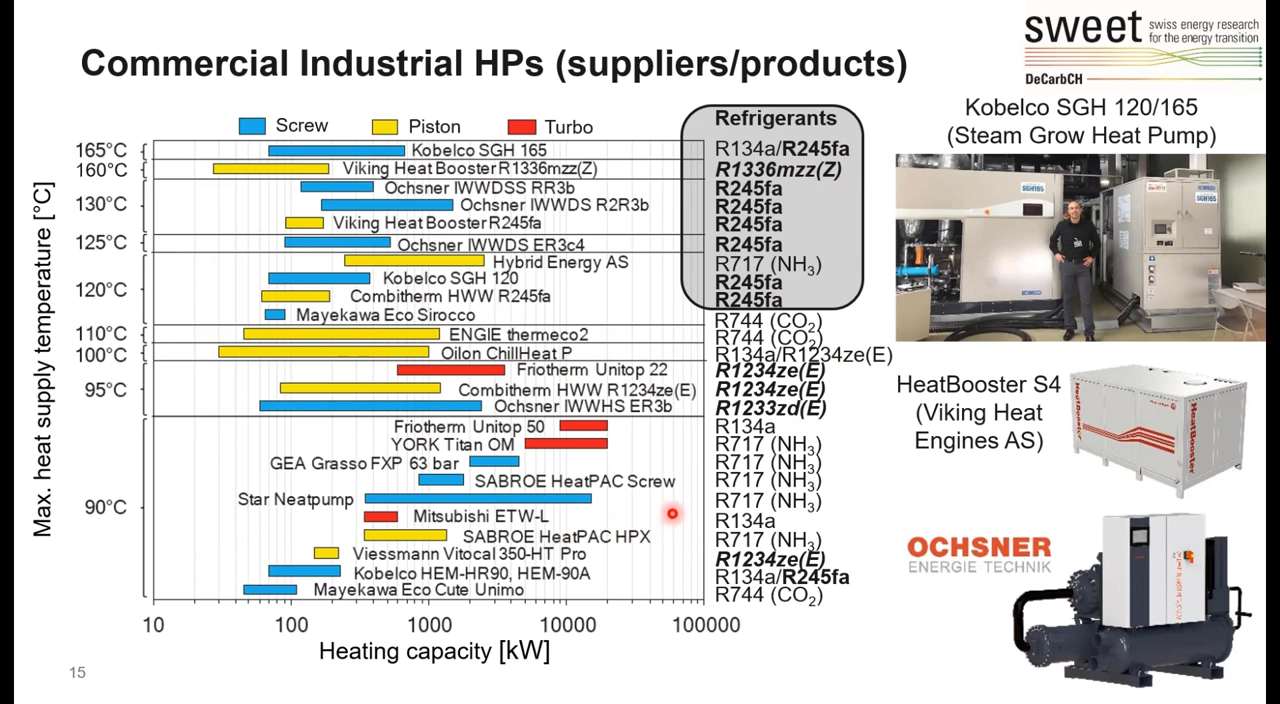 Commercial Industrial HPs (suppliers/products)
sweet swiss energy research for the energy transition
DeCarbCH
Screw Piston Turbo
Refrigerants
Max. heat supply temperature [°C]
165°C Kobelco SGH 165 R134a/R245fa
160°C Viking Heat Booster R1336mzz(Z) R1336mzz(Z)
Ochsner IWWDSS RR3b R245fa
130°C Ochsner IWWDS R2R3b R245fa
Viking Heat Booster R245fa R245fa
125°C Ochsner IWWDS ER3c4 R245fa
Hybrid Energy AS R717 (NH3)
Kobelco SGH 120 R245fa
120°C Combitherm HWW R245fa R245fa
Mayekawa Eco Sirocco R744 (CO2)
110°C ENGIE thermeco2 R744 (CO2)
100°C Oilon ChillHeat P R134a/R1234ze(E)
Friotherm Unitop 22 R1234ze(E)
95°C Combitherm HWW R1234ze(E) R1234ze(E)
Ochsner IWWHS ER3b R1233zd(E)
Friotherm Unitop 50 R134a
YORK Titan OM R717 (NH3)
GEA Grasso FXP 63 bar R717 (NH3)
SABROE HeatPAC Screw R717 (NH3)
90°C Star Neatpump R717 (NH3)
Mitsubishi ETW-L R134a
SABROE HeatPAC HPX R717 (NH3)
Viessmann Vitocal 350-HT Pro R1234ze(E)
Kobelco HEM-HR90, HEM-90A R134a/R245fa
Mayekawa Eco Cute Unimo R744 (CO2)
10 100 1000 10000 100000
Heating capacity [kW]
15
Kobelco SGH 120/165
(Steam Grow Heat Pump)
SGH165
SGH165
KOBELCO
HeatBooster S4
(Viking Heat
Engines AS)
HeatBooster
HeatBooster
OCHSNER
ENERGIE TECHNIK